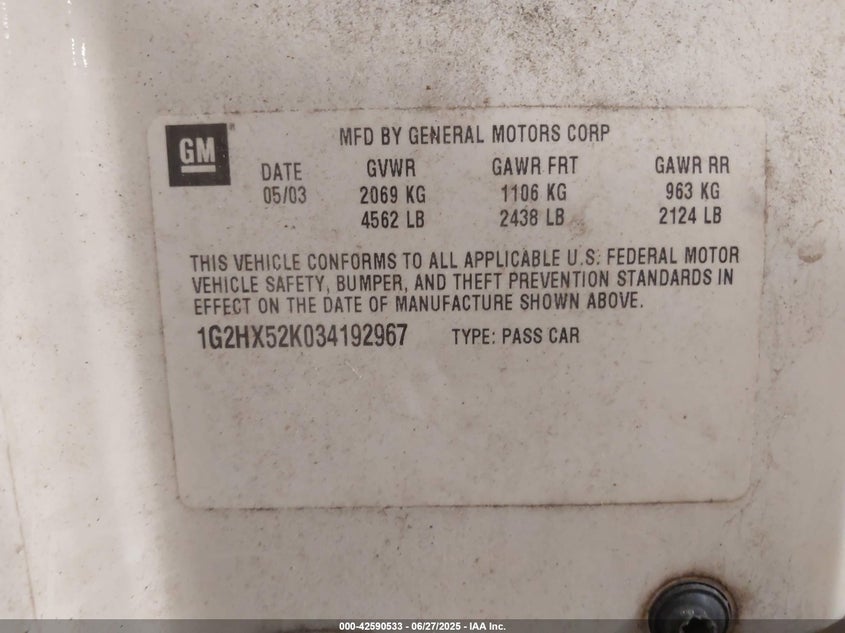 GM
MFD BY GENERAL MOTORS CORP
DATE GVWR GAWR FRT GAWR RR
05/03 2069 KG 1106 KG 963 KG
4562 LB 2438 LB 2124 LB
THIS VEHICLE CONFORMS TO ALL APPLICABLE U.S. FEDERAL MOTOR
VEHICLE SAFETY, BUMPER, AND THEFT PREVENTION STANDARDS IN
EFFECT ON THE DATE OF MANUFACTURE SHOWN ABOVE.
1G2HX52K034192967 TYPE: PASS CAR
000-42590533 - 06/27/2025 - IAA Inc.